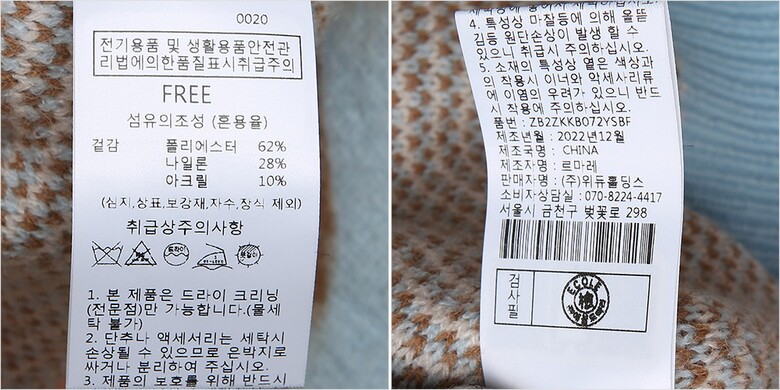 0020
전기용품 및 생활용품안전관
리법에의한품질표시취급주의
FREE
섬유의조성 (혼용율)
겉감 폴리에스터 62%
나일론 28%
아크릴 10%
(심지,상표,보강재,자수,장식 제외)
취급상주의사항
드라이
1. 본 제품은 드라이 크리닝
(전문점)만 가능합니다.(물세
탁 불가)
2. 단추나 액세서리는 세탁시
손상될 수 있으므로 은박지로
싸거나 분리하여 주십시오.
3. 제품의 보호를 위해 반드시
4. 특성상 마찰등에 의해 올뜯
김등 원단손상이 발생 할 수
있으니 취급시 주의하십시오.
5. 소재의 특성상 옅은 색상과
의 착용시 이너와 악세사리류
에 이염의 우려가 있으니 반드
시 착용에 주의하십시오.
품번 : ZB2ZKKB072YSBF
제조년월 : 2022년12월
제조국명 : CHINA
제조자명 : 르마레
판매자명 : (주)위듀홀딩스
소비자상담실 : 070-8224-4417
서울시 금천구 벚꽃로 298
검사필
ECOLE
檢